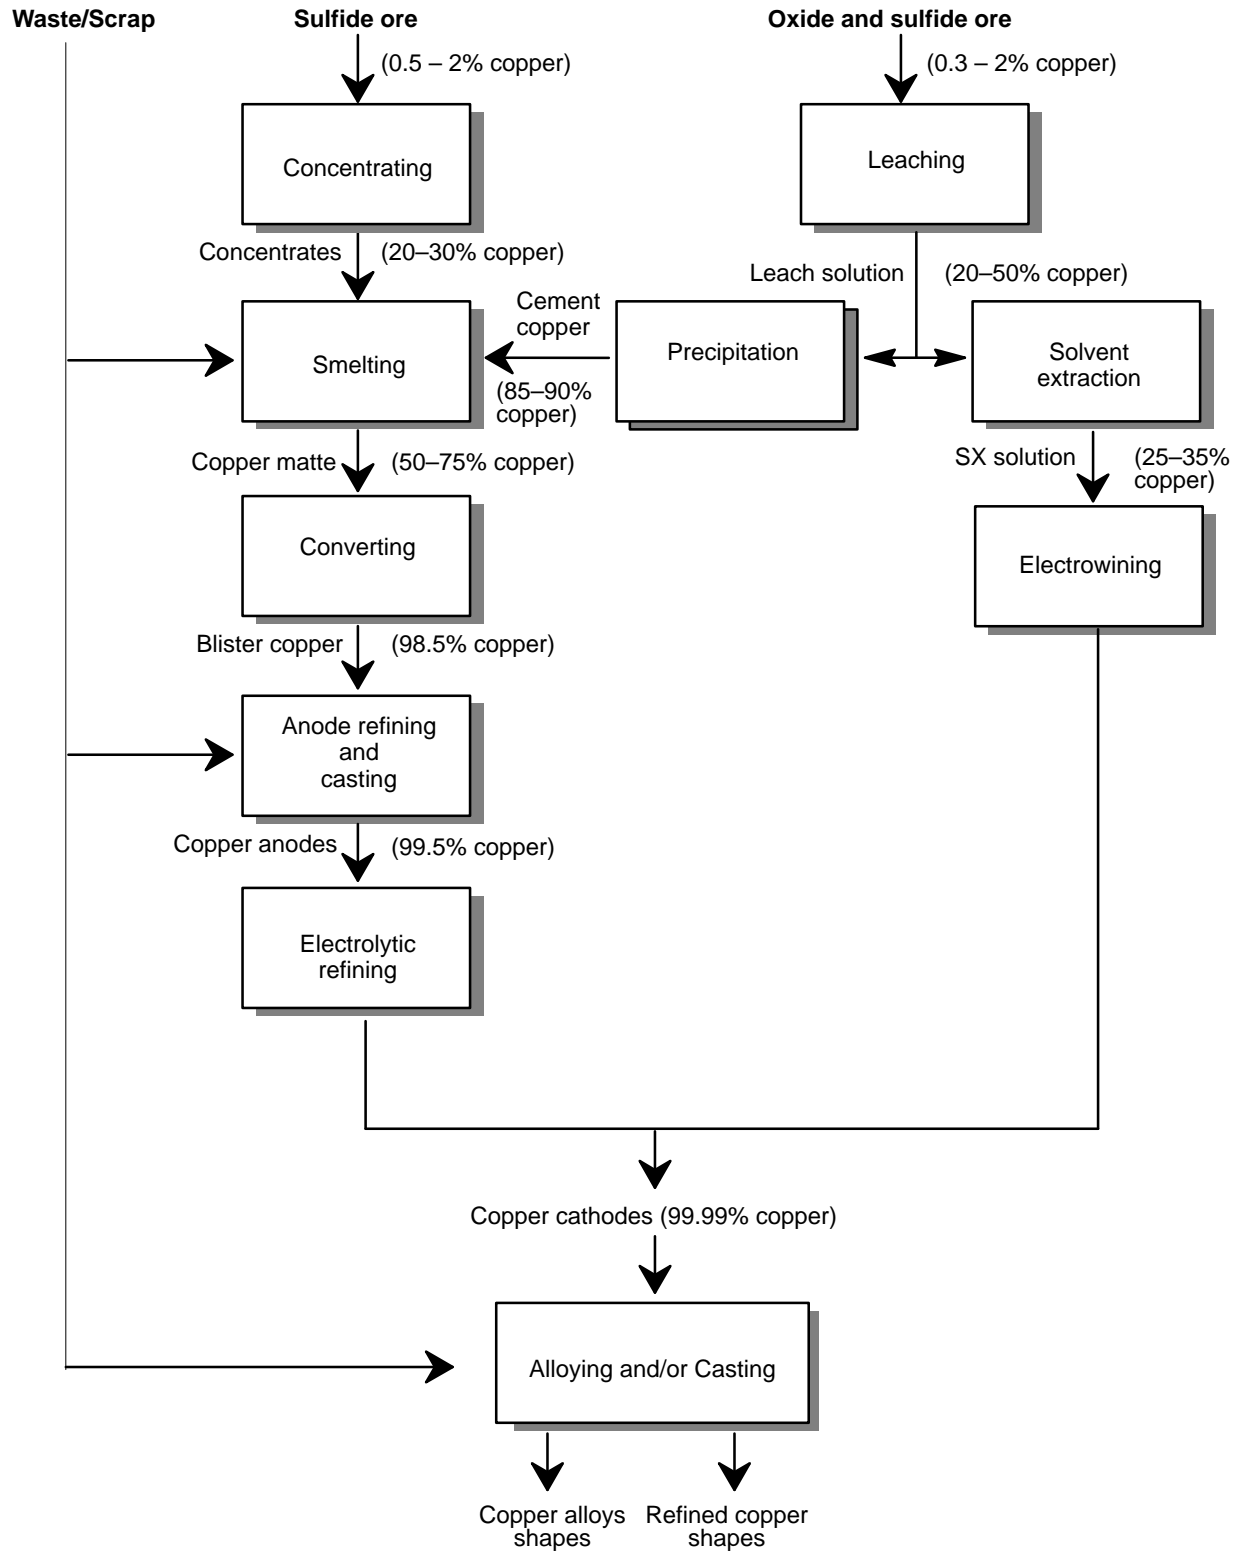 Waste/Scrap
Sulfide ore
Oxide and sulfide ore
(0.5 – 2% copper)
(0.3 – 2% copper)
Concentrating
Leaching
Concentrates
(20–30% copper)
Leach solution
(20–50% copper)
Smelting
Cement
copper
(85–90%
copper)
Precipitation
Solvent
extraction
Copper matte
(50–75% copper)
SX solution
(25–35%
copper)
Converting
Electrowining
Blister copper
(98.5% copper)
Anode refining
and
casting
Copper anodes
(99.5% copper)
Electrolytic
refining
Copper cathodes (99.99% copper)
Alloying and/or Casting
Copper alloys
shapes
Refined copper
shapes